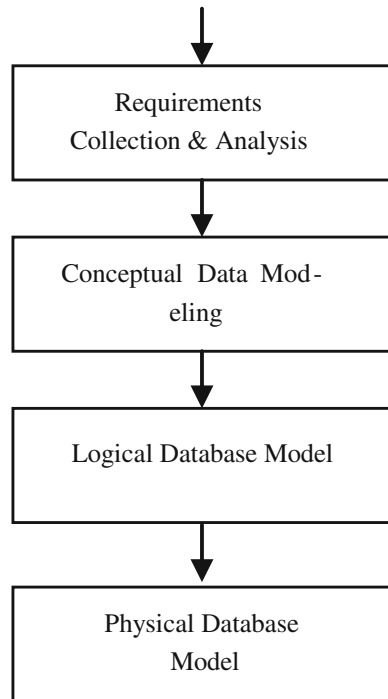 Requirements
Collection & Analysis
Conceptual Data Mod-
eling
Logical Database Model
Physical Database
Model